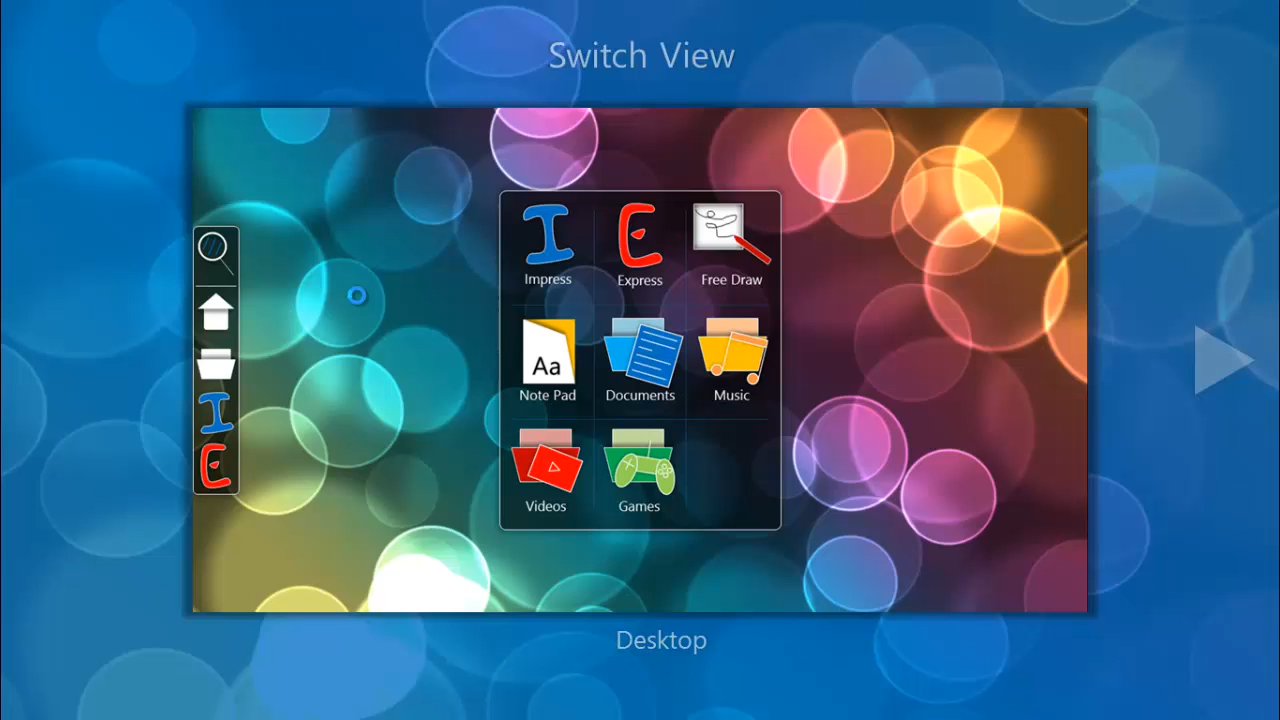 Switch View
Impress Express Free Draw
Aa
Note Pad Documents Music
Videos Games
Desktop